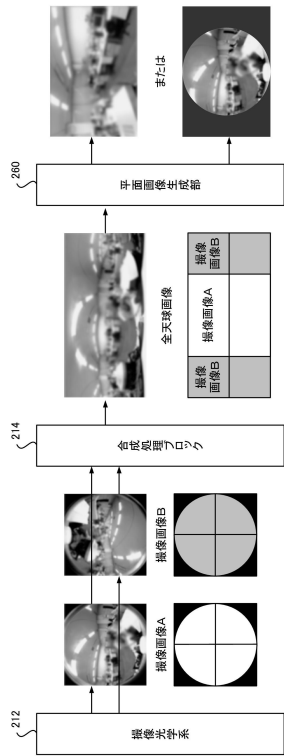 212
撮像光学系
撮像画像A
撮像画像B
214
合成処理ブロック
全天球画像
撮像
画像B
撮像画像A
撮像
画像B
260
平面画像生成部
または